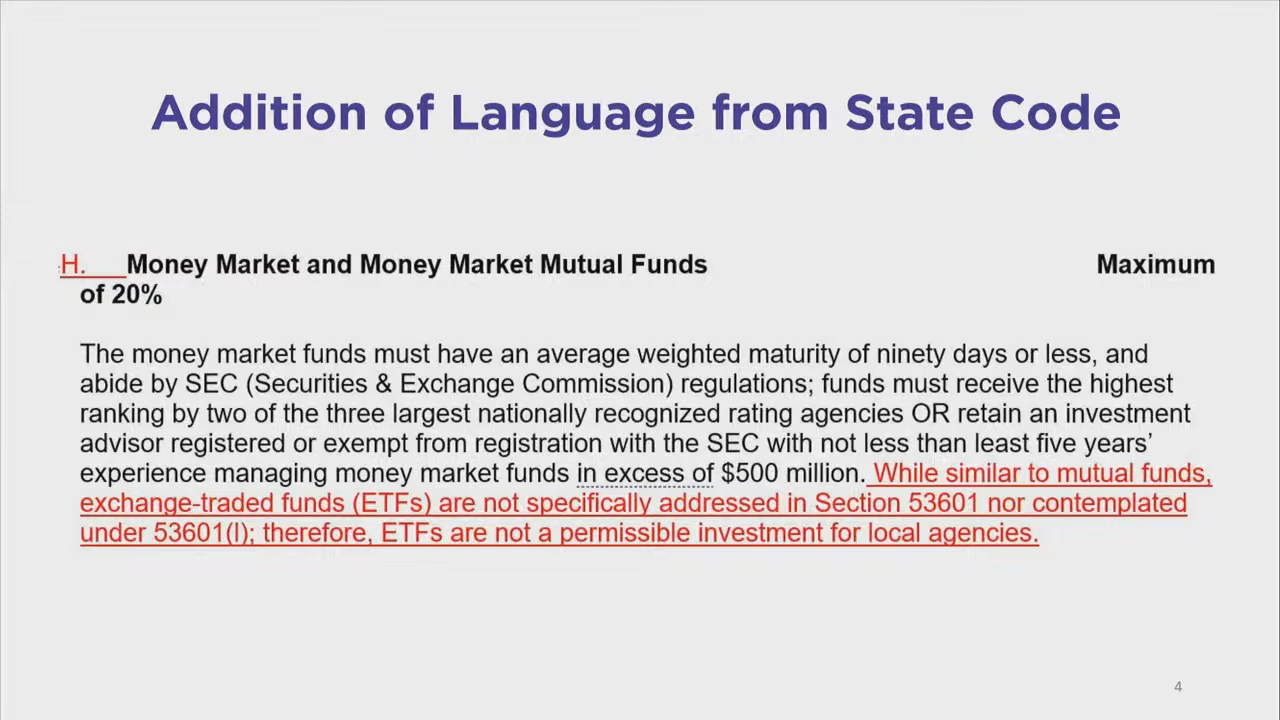 Addition of Language from State Code
H. Money Market and Money Market Mutual Funds Maximum
of 20%
The money market funds must have an average weighted maturity of ninety days or less, and
abide by SEC (Securities & Exchange Commission) regulations; funds must receive the highest
ranking by two of the three largest nationally recognized rating agencies OR retain an investment
advisor registered or exempt from registration with the SEC with not less than least five years’
experience managing money market funds in excess of $500 million. While similar to mutual funds,
exchange-traded funds (ETFs) are not specifically addressed in Section 53601 nor contemplated
under 53601(l); therefore, ETFs are not a permissible investment for local agencies.
4